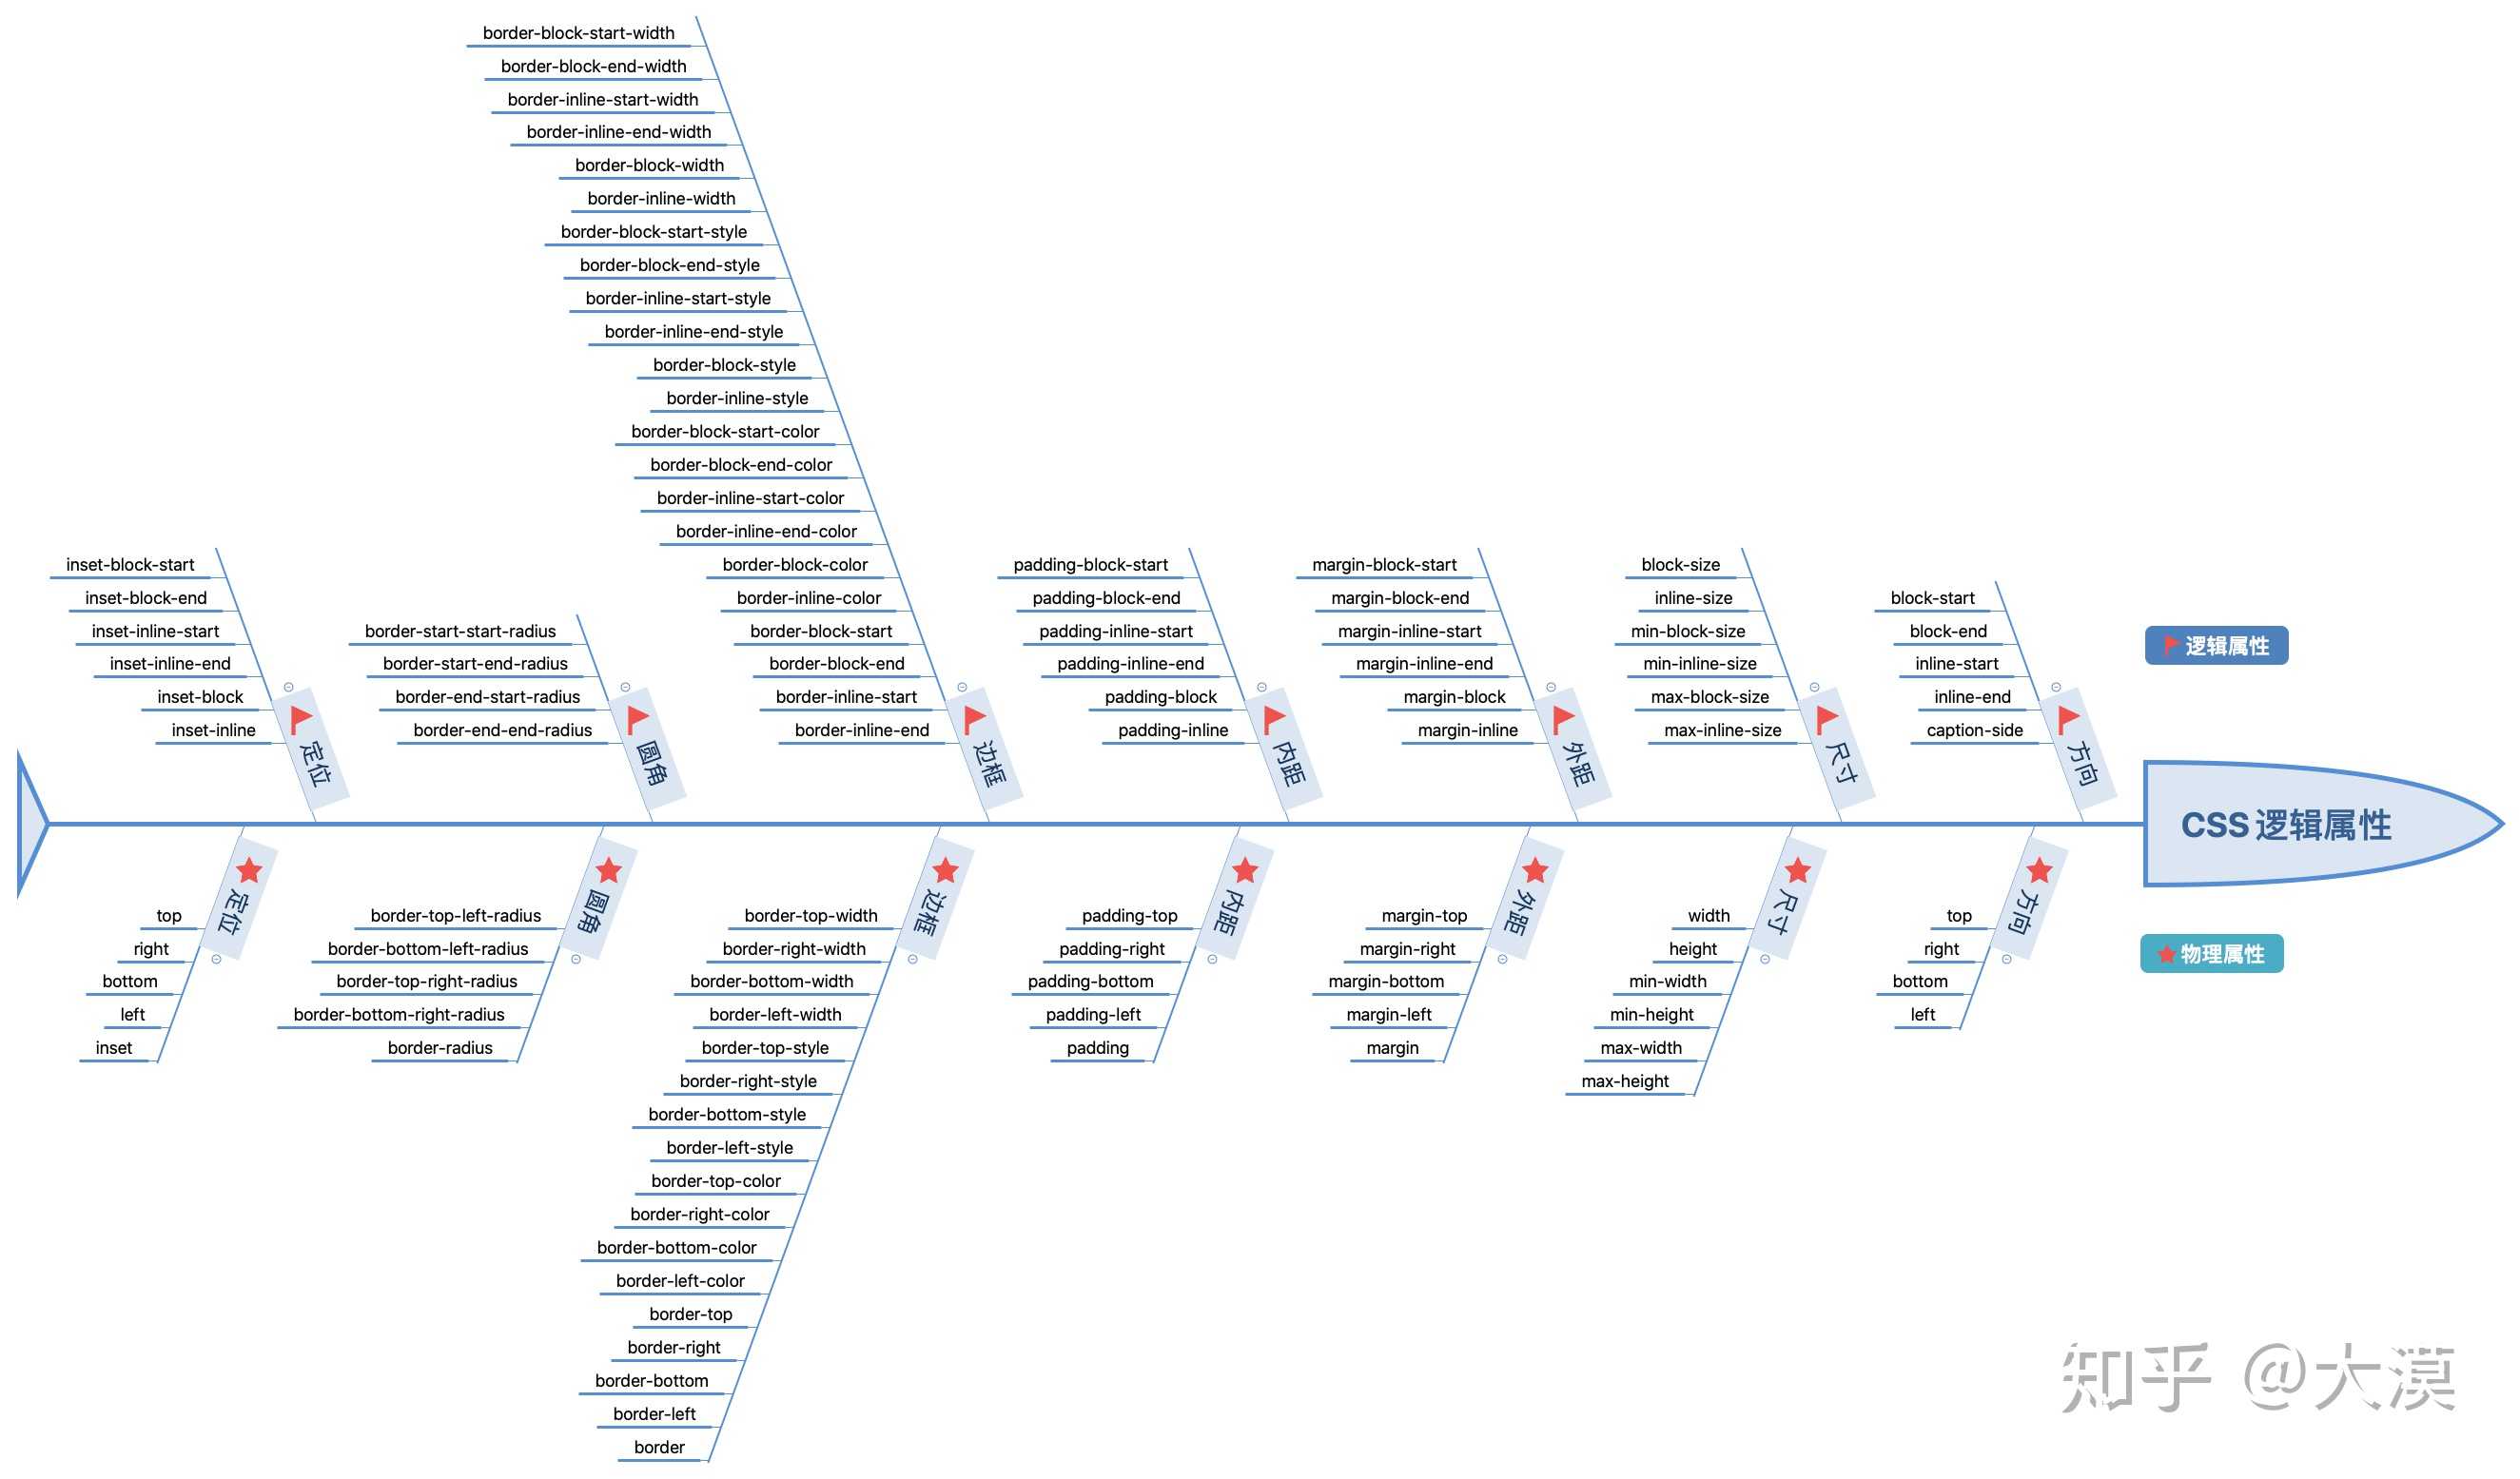 border-block-start-width
border-block-end-width
border-inline-start-width
border-inline-end-width
border-block-width
border-inline-width
border-block-start-style
border-block-end-style
border-inline-start-style
border-inline-end-style
border-block-style
border-inline-style
border-block-start-color
border-block-end-color
border-inline-start-color
border-inline-end-color
border-block-color
border-inline-color
border-block-start
border-block-end
border-inline-start
border-inline-end
边框
inset-block-start
inset-block-end
inset-inline-start
inset-inline-end
inset-block
inset-inline
定位
border-start-start-radius
border-start-end-radius
border-end-start-radius
border-end-end-radius
圆角
padding-block-start
padding-block-end
padding-inline-start
padding-inline-end
padding-block
padding-inline
内距
margin-block-start
margin-block-end
margin-inline-start
margin-inline-end
margin-block
margin-inline
外距
block-size
inline-size
min-block-size
min-inline-size
max-block-size
max-inline-size
尺寸
block-start
block-end
inline-start
inline-end
caption-side
方向
逻辑属性
CSS 逻辑属性
物理属性
定位
top
right
bottom
left
inset
圆角
border-top-left-radius
border-bottom-left-radius
border-top-right-radius
border-bottom-right-radius
border-radius
边框
border-top-width
border-right-width
border-bottom-width
border-left-width
border-top-style
border-right-style
border-bottom-style
border-left-style
border-top-color
border-right-color
border-bottom-color
border-left-color
border-top
border-right
border-bottom
border-left
border
内距
padding-top
padding-right
padding-bottom
padding-left
padding
外距
margin-top
margin-right
margin-bottom
margin-left
margin
尺寸
width
height
min-width
min-height
max-width
max-height
方向
top
right
bottom
left
知乎 @大漠